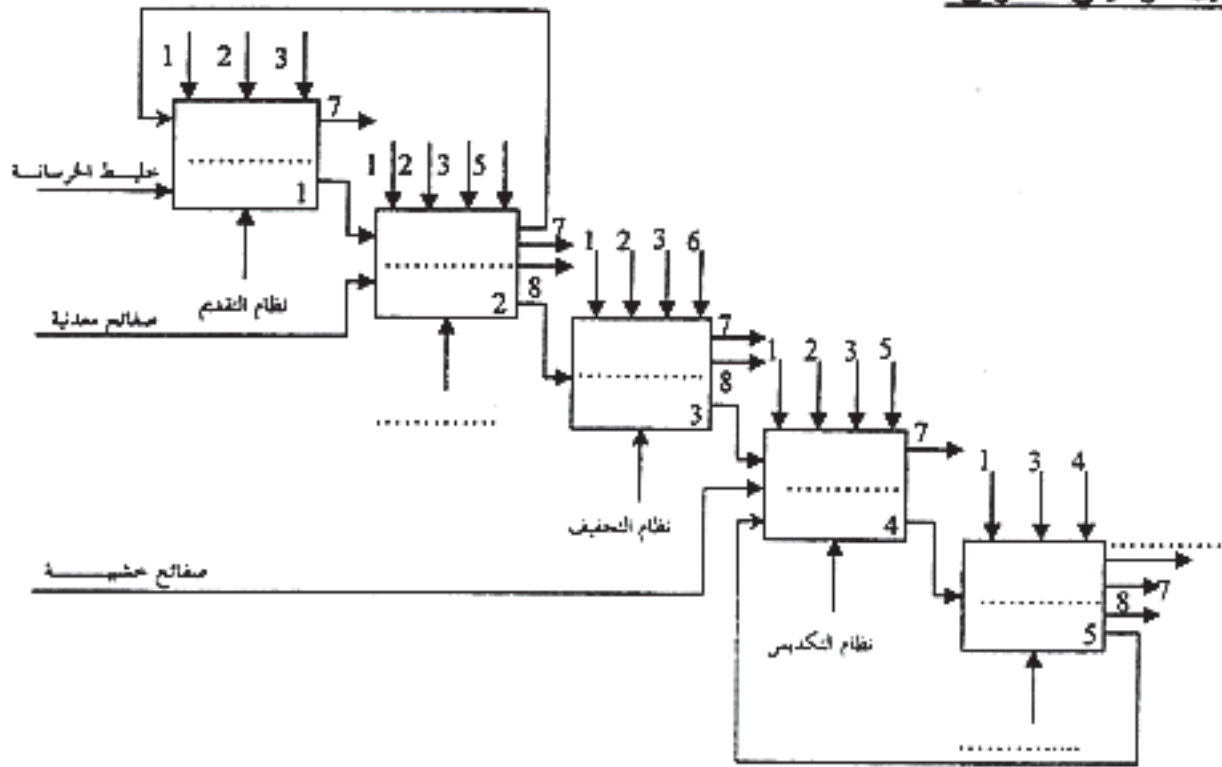 1 2 3
7
خليط الخرسانة
1
1 2 3 5
نظام التقديم
7
صفائح معدنية
2
8
1 2 3 6
7
8
3
1 2 3 5
7
نظام التجفيف
4
1 3 4
صفائح خشبية
7
8
5
نظام التكديس